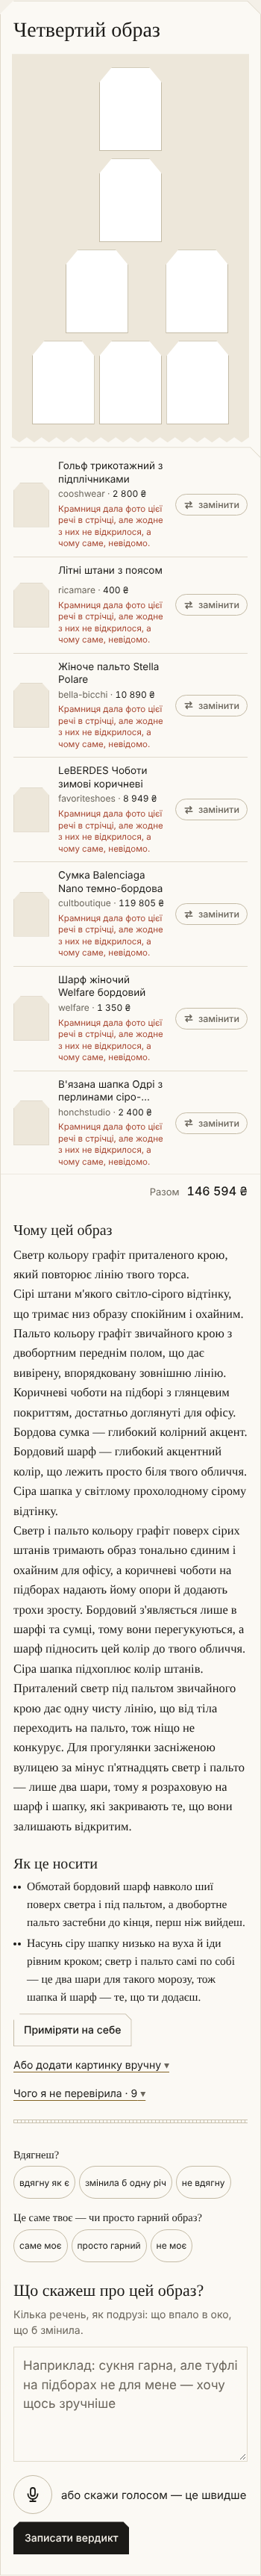 Четвертий образ
Гольф трикотажний з
підплічниками
cooshwear · 2 800 ₴
Крамниця дала фото цієї
речі в стрічці, але жодне
з них не відкрилося, а
чому саме, невідомо.
замінити
Літні штани з поясом
ricamare · 400 ₴
Крамниця дала фото цієї
речі в стрічці, але жодне
з них не відкрилося, а
чому саме, невідомо.
замінити
Жіноче пальто Stella
Polare
bella-bicchi · 10 890 ₴
Крамниця дала фото цієї
речі в стрічці, але жодне
з них не відкрилося, а
чому саме, невідомо.
замінити
LeBERDES Чоботи
зимові коричневі
favoriteshoes · 8 949 ₴
Крамниця дала фото цієї
речі в стрічці, але жодне
з них не відкрилося, а
чому саме, невідомо.
замінити
Сумка Balenciaga
Nano темно-бордова
cultboutique · 119 805 ₴
Крамниця дала фото цієї
речі в стрічці, але жодне
з них не відкрилося, а
чому саме, невідомо.
замінити
Шарф жіночий
Welfare бордовий
welfare · 1 350 ₴
Крамниця дала фото цієї
речі в стрічці, але жодне
з них не відкрилося, а
чому саме, невідомо.
замінити
В'язана шапка Одрі з
перлинами сіро-...
honchstudio · 2 400 ₴
Крамниця дала фото цієї
речі в стрічці, але жодне
з них не відкрилося, а
чому саме, невідомо.
замінити
Разом 146 594 ₴
Чому цей образ
Светр кольору графіт приталеного крою,
який повторює лінію твого торса.
Сірі штани м'якого світло-сірого відтінку,
що тримає низ образу спокійним і охайним.
Пальто кольору графіт звичайного крою з
двобортним переднім полом, що дає
вивірену, впорядковану зовнішню лінію.
Коричневі чоботи на підборі з глянцевим
покриттям, достатньо доглянуті для офісу.
Бордова сумка — глибокий колірний акцент.
Бордовий шарф — глибокий акцентний
колір, що лежить просто біля твого обличчя.
Сіра шапка у світлому прохолодному сірому
відтінку.
Светр і пальто кольору графіт поверх сірих
штанів тримають образ тонально єдиним і
охайним для офісу, а коричневі чоботи на
підборах надають йому опори й додають
трохи зросту. Бордовий з'являється лише в
шарфі та сумці, тому вони перегукуються, а
шарф підносить цей колір до твого обличчя.
Сіра шапка підхоплює колір штанів.
Приталений светр під пальтом звичайного
крою дає одну чисту лінію, що від тіла
переходить на пальто, тож ніщо не
конкурує. Для прогулянки засніженою
вулицею за мінус п'ятнадцять светр і пальто
— лише два шари, тому я розраховую на
шарф і шапку, які закривають те, що вони
залишають відкритим.
Як це носити
Обмотай бордовий шарф навколо шиї
поверх светра і під пальтом, а двобортне
пальто застебни до кінця, перш ніж вийдеш.
Насунь сіру шапку низько на вуха й іди
рівним кроком; светр і пальто самі по собі
— це два шари для такого морозу, тож
шапка й шарф — те, що ти додаєш.
Приміряти на себе
Або додати картинку вручну ▾
Чого я не перевірила · 9 ▾
Вдягнеш?
вдягну як є
змінила б одну річ
не вдягну
Це саме твоє — чи просто гарний образ?
саме моє
просто гарний
не моє
Що скажеш про цей образ?
Кілька речень, як подрузі: що впало в око,
що б змінила.
Наприклад: сукня гарна, але туфлі
на підборах не для мене — хочу
щось зручніше
або скажи голосом — це швидше
Записати вердикт